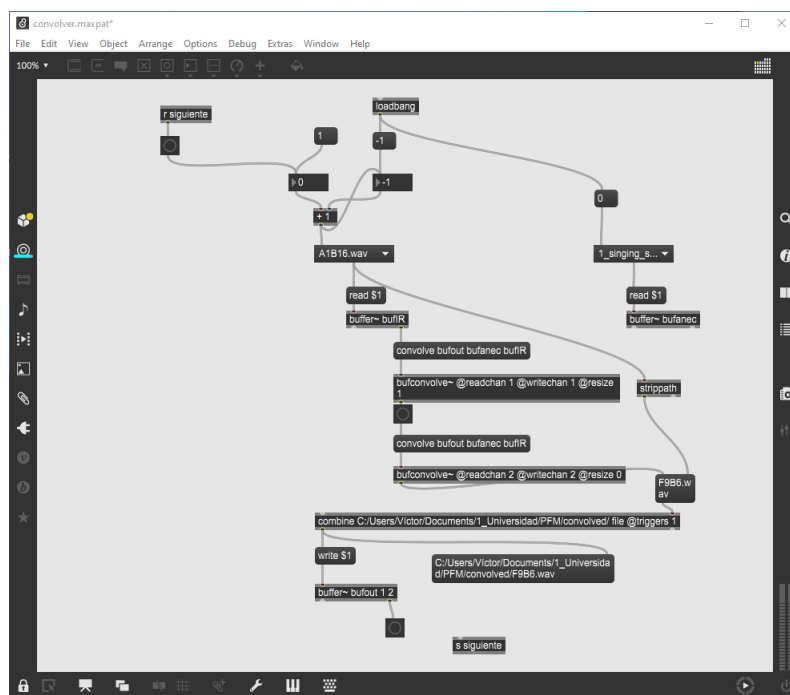 convolver.maxpat*
File Edit View Object Arrange Options Debug Extras Window Help
100%
loadbang
r siguiente
1
-1
0
-1
0
+ 1
A1B16.wav
1_singing_s...
read $1
read $1
buffer~ bufIR
buffer~ bufanec
convolve bufout bufanec bufIR
bufconvolve~ @readchan 1 @writechan 1 @resize
1
strippath
convolve bufout bufanec bufIR
bufconvolve~ @readchan 2 @writechan 2 @resize 0
F9B6.w
av
combine C:/Users/Víctor/Documents/1_Universidad/PFM/convolved/ file @triggers 1
write $1
C:/Users/Víctor/Documents/1_Universida
d/PFM/convolved/F9B6.wav
buffer~ bufout 1 2
s siguiente